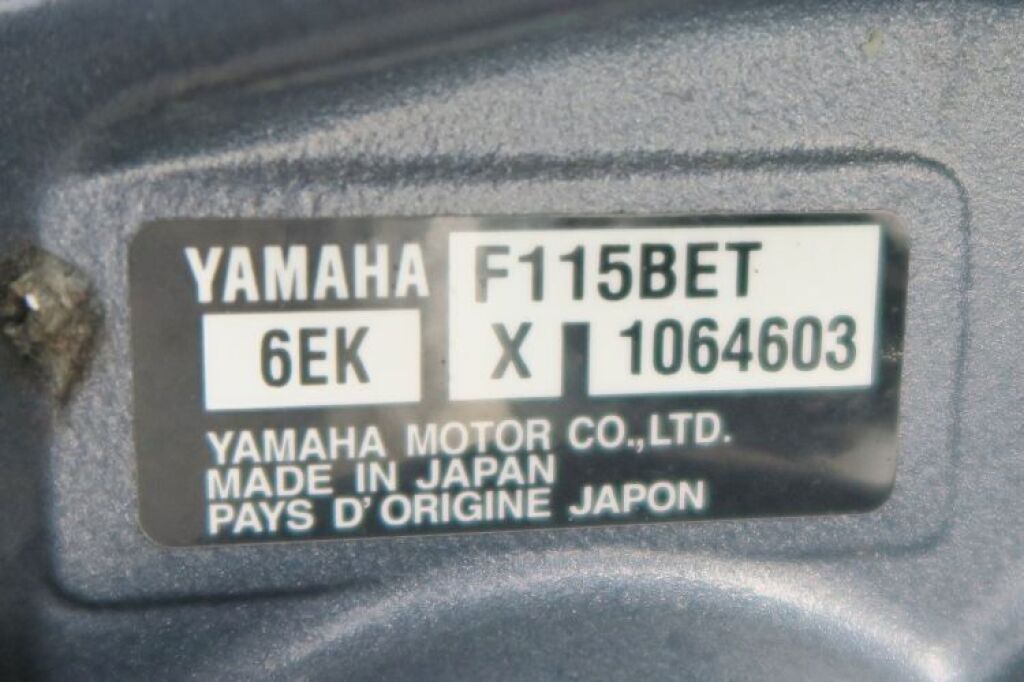 YAMAHA F115BET
6EK X 1064603
YAMAHA MOTOR CO.,LTD.
MADE IN JAPAN
PAYS D'ORIGINE JAPON